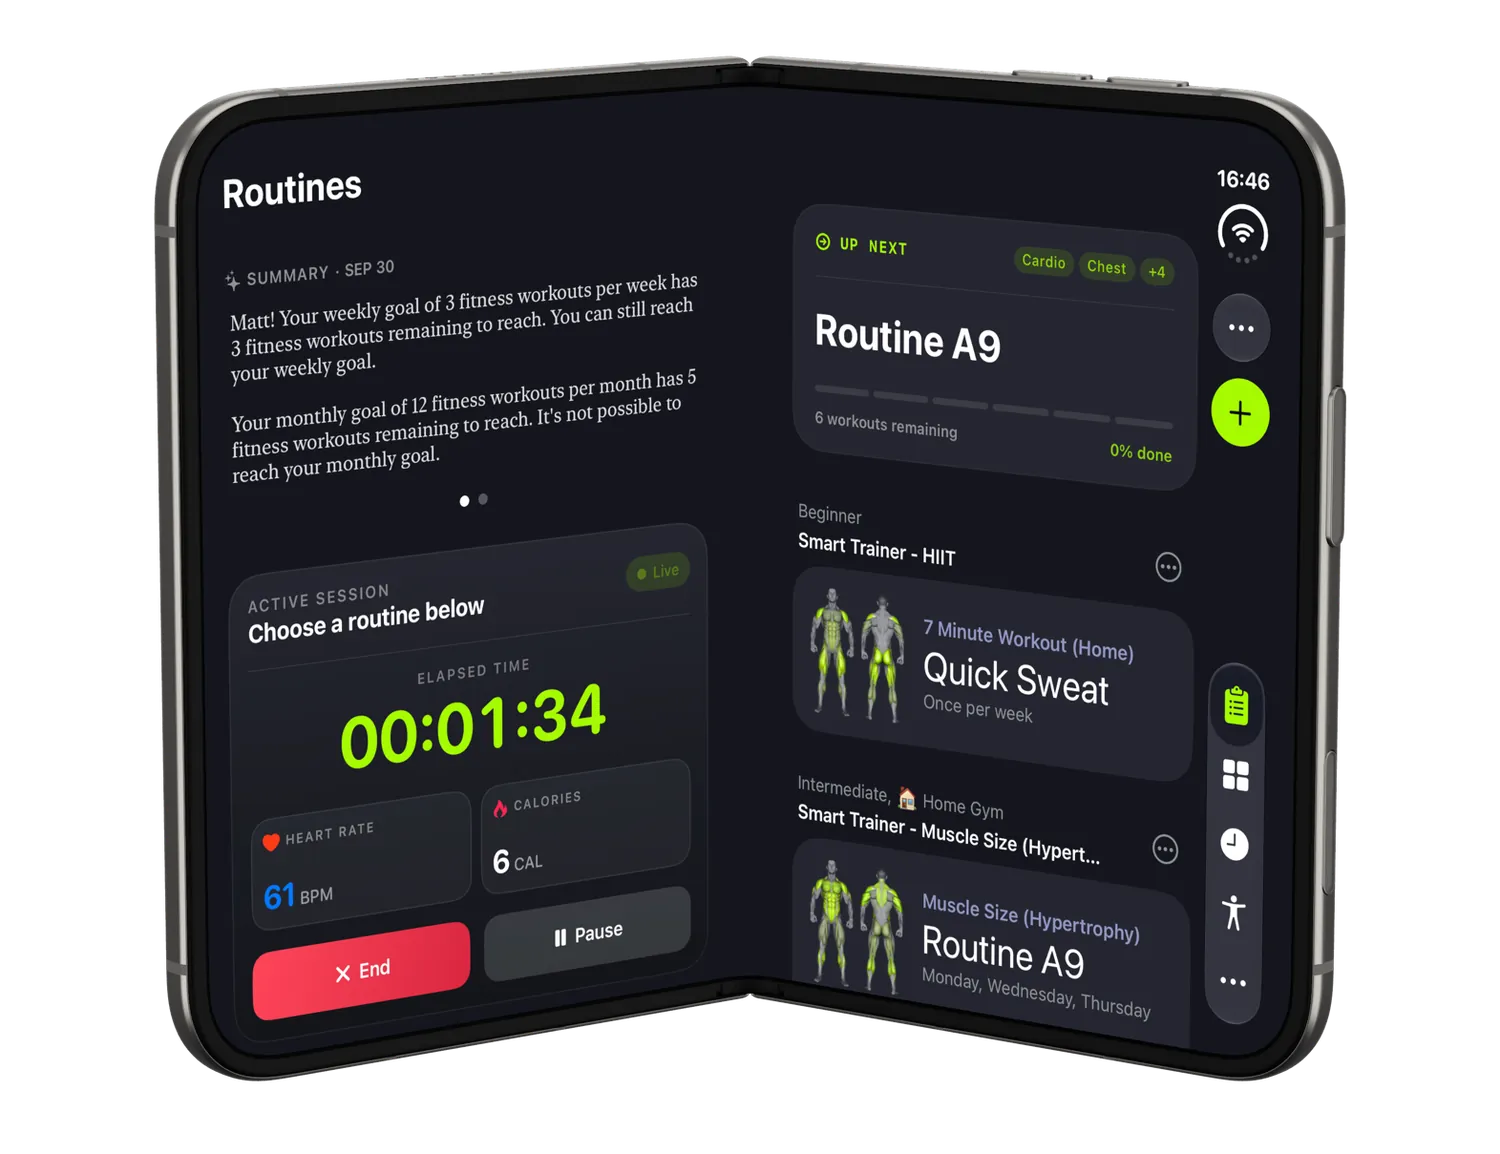 Routines
SUMMARY · SEP 30
Matt! Your weekly goal of 3 fitness workouts per week has
3 fitness workouts remaining to reach. You can still reach
your weekly goal.
Your monthly goal of 12 fitness workouts per month has 5
fitness workouts remaining to reach. It's not possible to
reach your monthly goal.
ACTIVE SESSION
Live
Choose a routine below
ELAPSED TIME
00:01:34
HEART RATE
61 BPM
CALORIES
6 CAL
End
Pause
16:46
UP NEXT
Cardio
Chest
+4
Routine A9
6 workouts remaining
0% done
Beginner
Smart Trainer - HIIT
7 Minute Workout (Home)
Quick Sweat
Once per week
Intermediate, 🏠 Home Gym
Smart Trainer - Muscle Size (Hypert...
Muscle Size (Hypertrophy)
Routine A9
Monday, Wednesday, Thursday